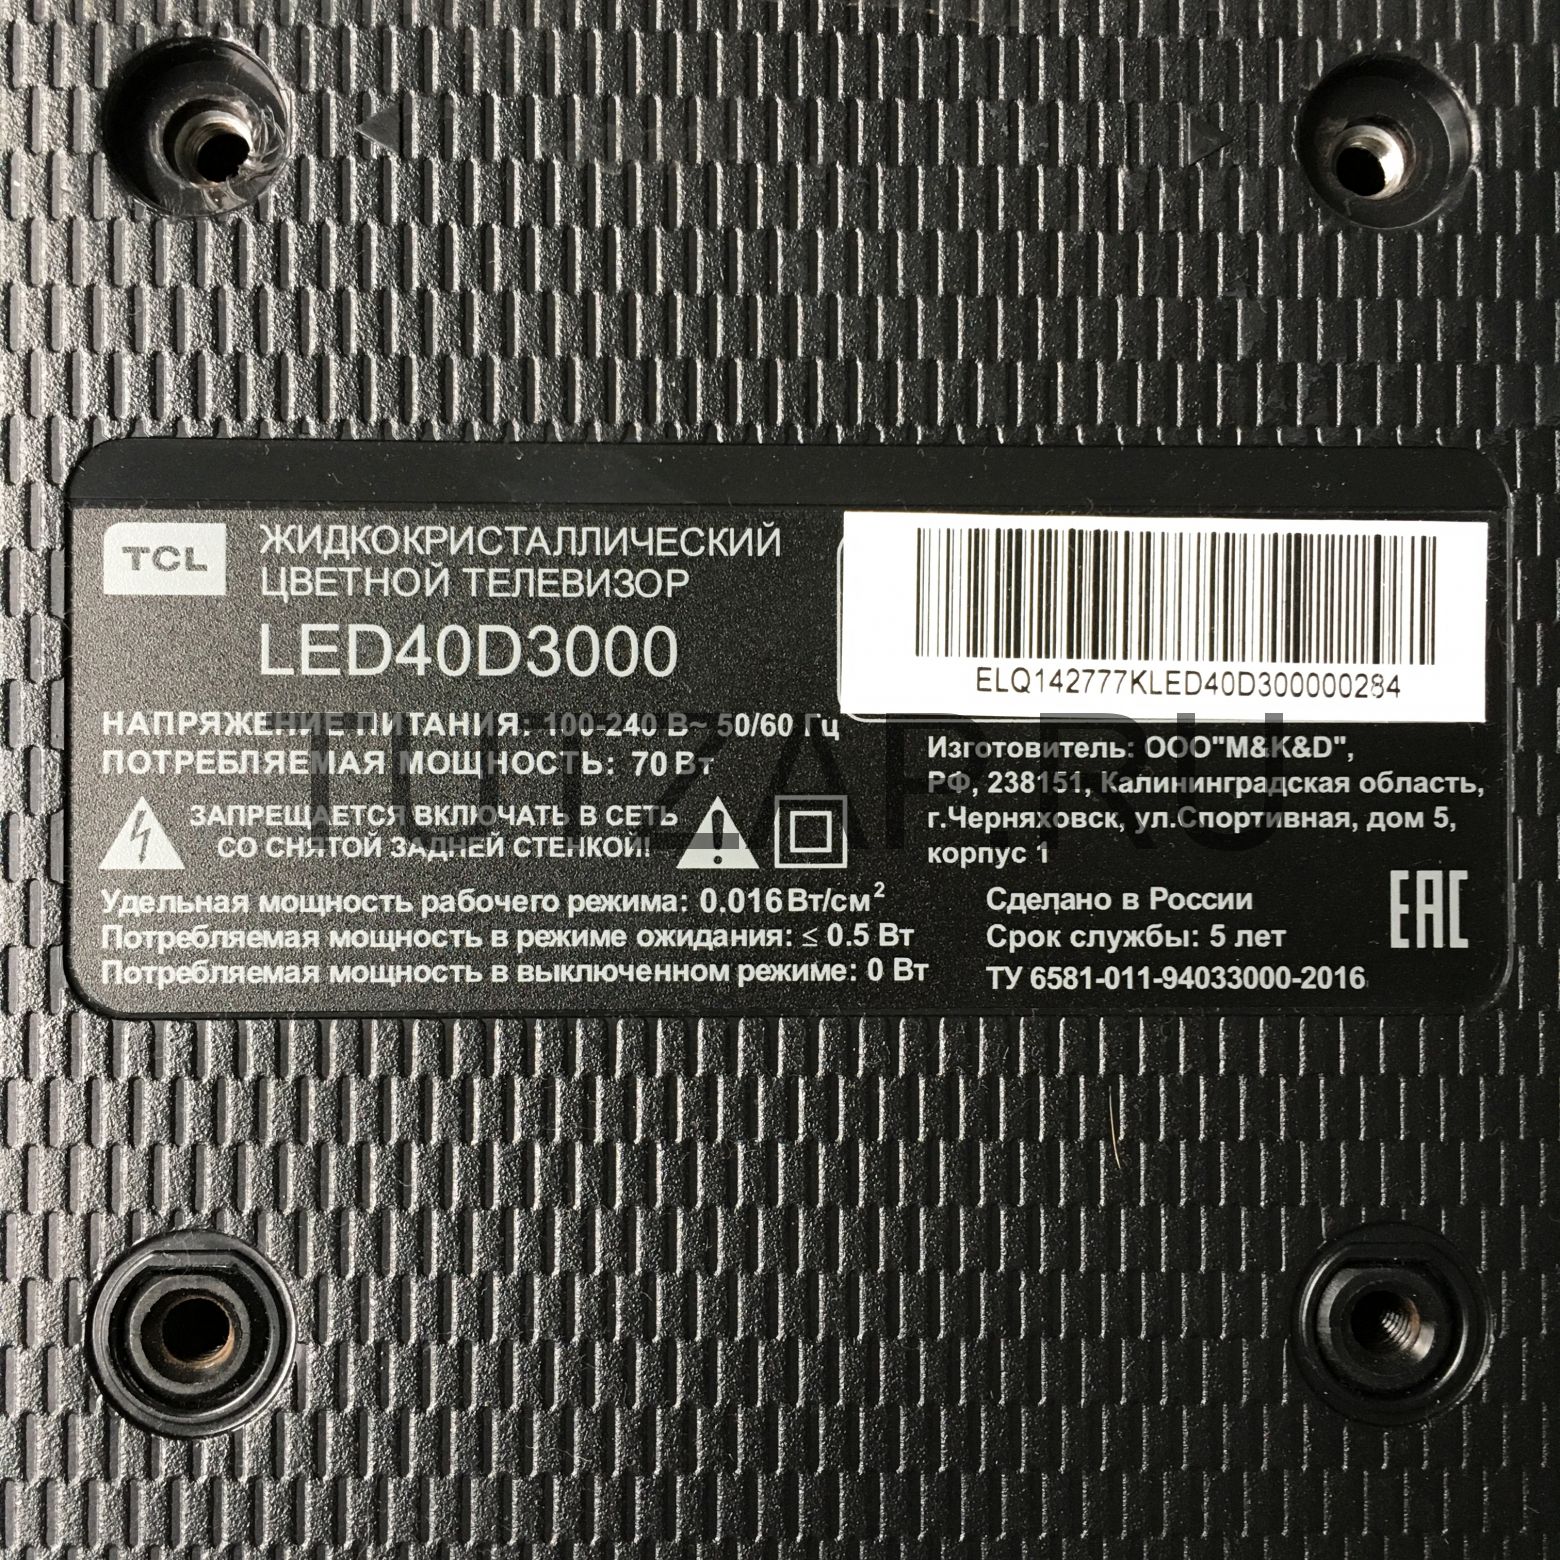 TCL
ЖИДКОКРИСТАЛЛИЧЕСКИЙ
ЦВЕТНОЙ ТЕЛЕВИЗОР
LED40D3000
ELQ142777KLED40D300000284
НАПРЯЖЕНИЕ ПИТАНИЯ: 100-240 В~ 50/60 Гц
ПОТРЕБЛЯЕМАЯ МОЩНОСТЬ: 70 Вт
ЗАПРЕЩАЕТСЯ ВКЛЮЧАТЬ В СЕТЬ
СО СНЯТОЙ ЗАДНЕЙ СТЕНКОЙ!
Удельная мощность рабочего режима: 0.016 Вт/см²
Потребляемая мощность в режиме ожидания: ≤ 0.5 Вт
Потребляемая мощность в выключенном режиме: 0 Вт
Изготовитель: ООО"M&K&D",
РФ, 238151, Калининградская область,
г.Черняховск, ул.Спортивная, дом 5,
корпус 1
Сделано в России
Срок службы: 5 лет
ТУ 6581-011-94033000-2016
EAC
TUTZAP.RU